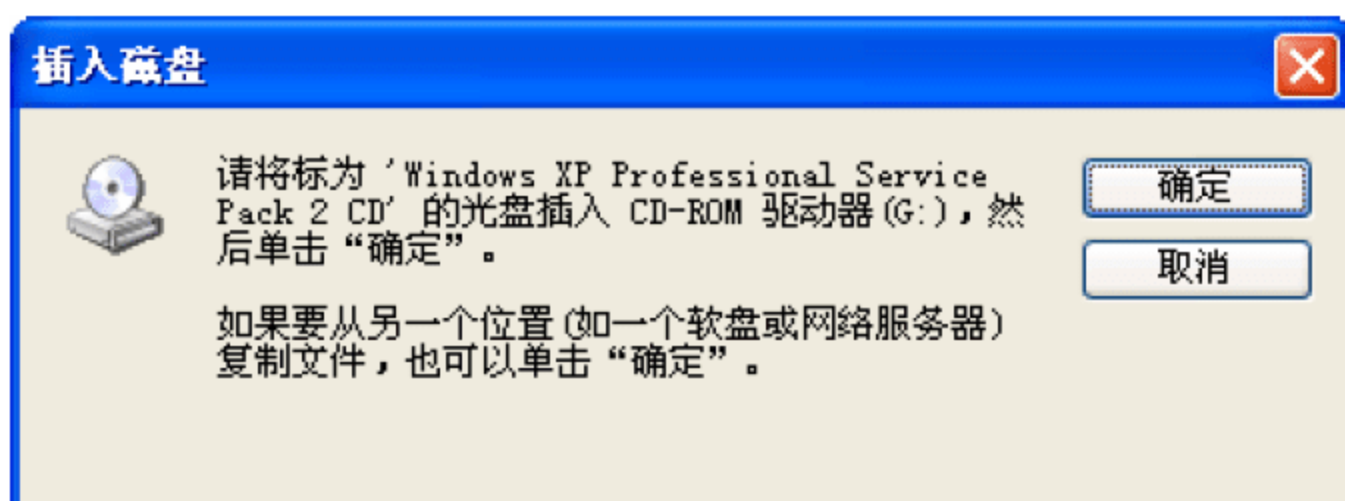 插入磁盘
请将标为 'Windows XP Professional Service
Pack 2 CD' 的光盘插入 CD-ROM 驱动器(G:)，然
后单击“确定”。
确定
取消
如果要从另一个位置(如一个软盘或网络服务器)
复制文件，也可以单击“确定”。